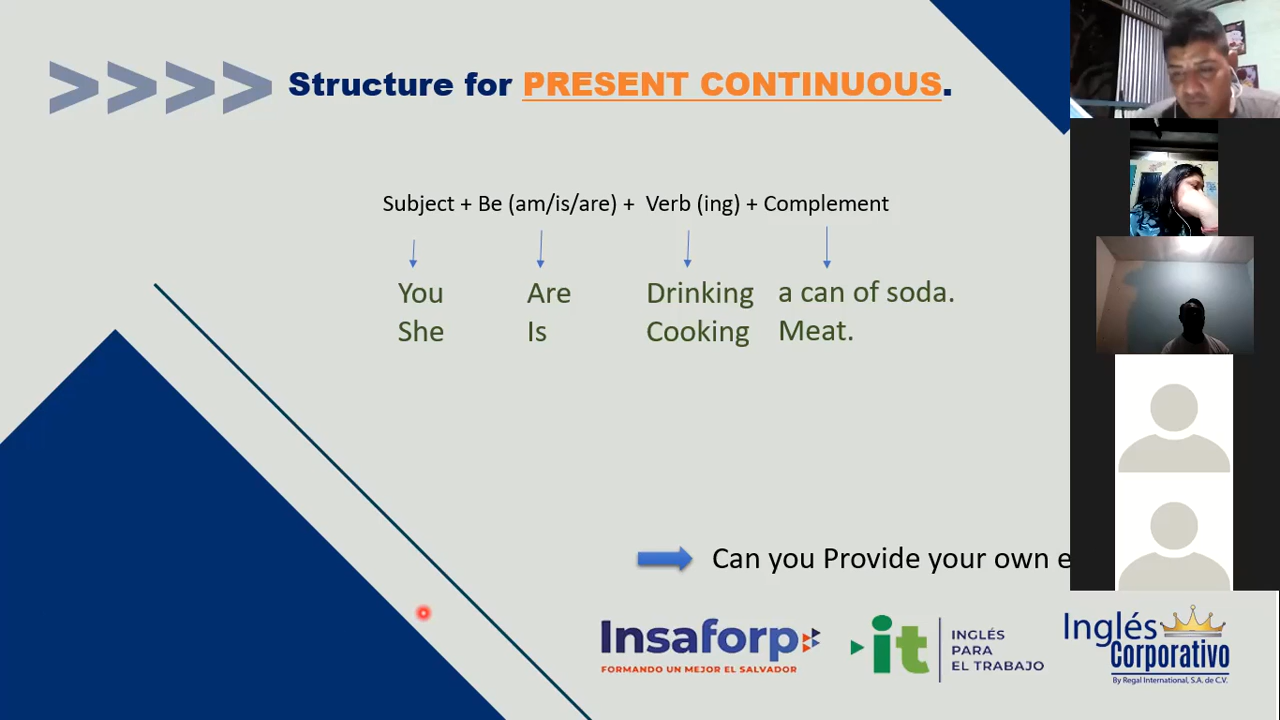 >>>> Structure for PRESENT CONTINUOUS.
Subject + Be (am/is/are) + Verb (ing) + Complement
You Are Drinking a can of soda.
She Is Cooking Meat.
Can you Provide your own
Insaforp
FORMANDO UN MEJOR EL SALVADOR
it
INGLÉS
PARA
EL TRABAJO
Inglés
Corporativo
By Regal International, S.A. de C.V.